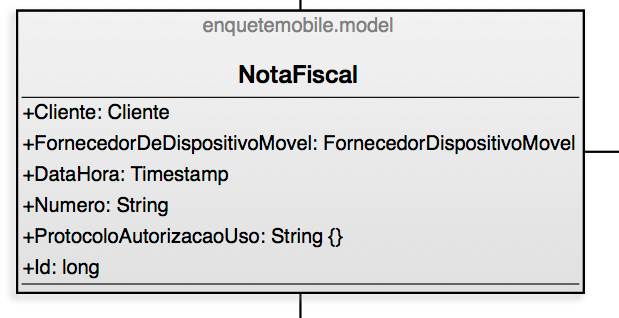 enquetemobile.model
NotaFiscal
+Cliente: Cliente
+FornecedorDeDispositivoMovel: FornecedorDispositivoMovel
+DataHora: Timestamp
+Numero: String
+ProtocoloAutorizacaoUso: String {}
+Id: long